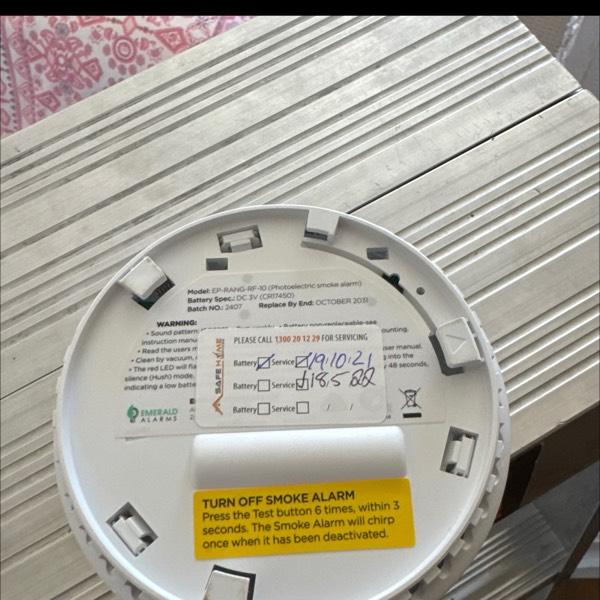 Model: EP-RANG-RF-10 (Photoelectric smoke alarm)
Battery Spec.: DC 3V (CR17450)
Batch NO.: 2407 Replace By End: OCTOBER 2031
WARNING:
• Sound pattern
instruction manu
• Read the users m
• Clean by vacuum,
• The red LED will fla
silence (Hush) mode.
indicating a low batte
Battery nonreplaceable-see
ounting.
user manual.
into the
48 seconds,
SAFE HOME
PLEASE CALL 1300 20 12 29 FOR SERVICING
Battery Service 19.10.21
Battery Service 18.5 22
Battery Service / /
EMERALD
ALARMS
TURN OFF SMOKE ALARM
Press the Test button 6 times, within 3
seconds. The Smoke Alarm will chirp
once when it has been deactivated.